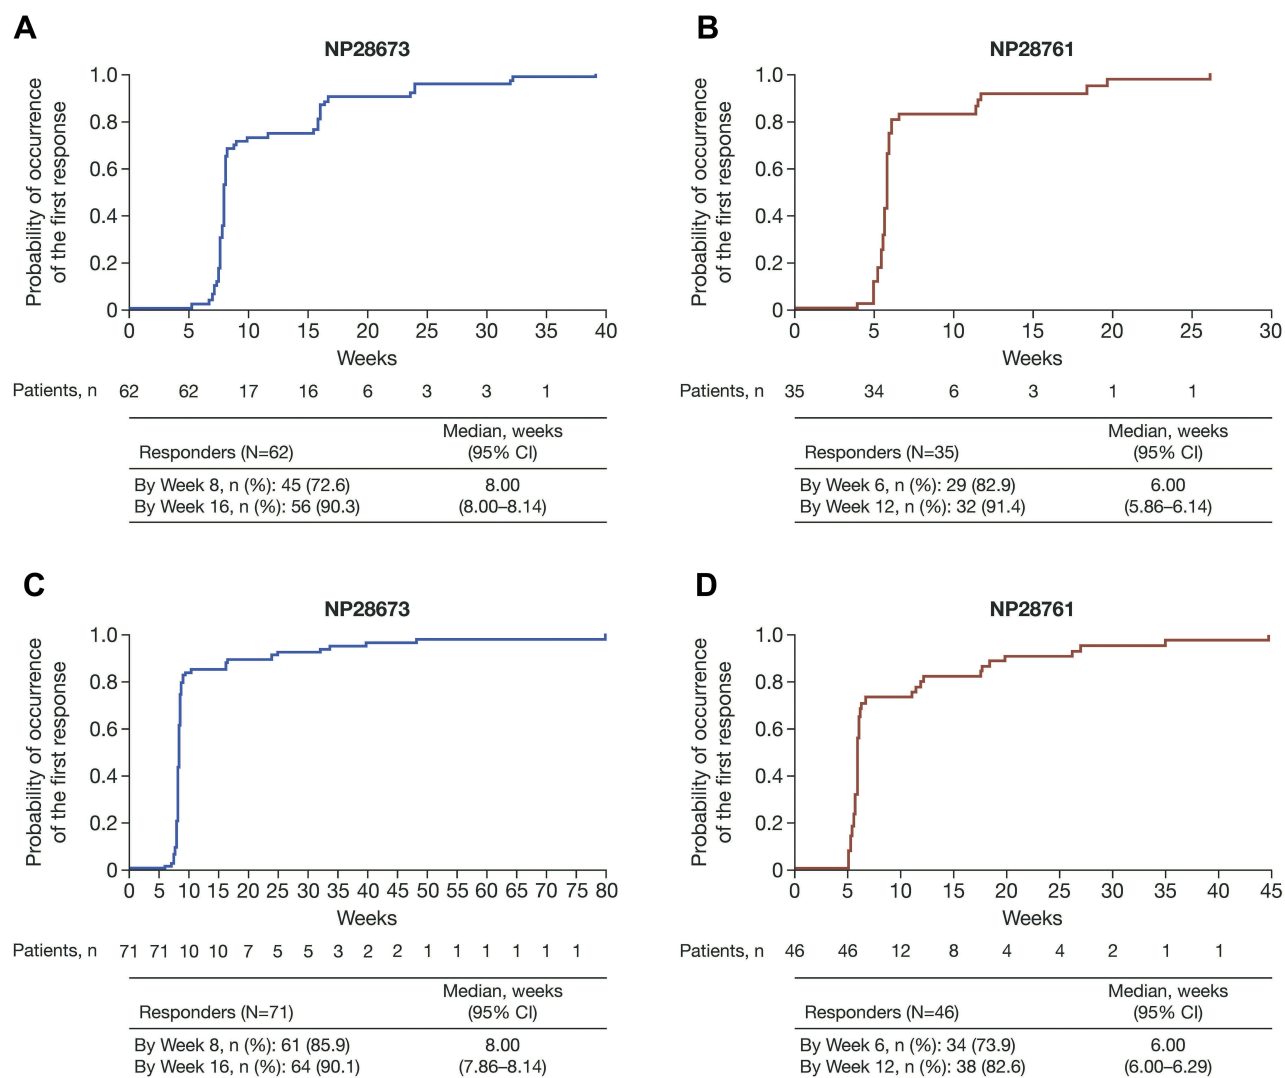 A
NP28673
Probability of occurrence
of the first response
1.0
0.8
0.6
0.4
0.2
0
0 5 10 15 20 25 30 35 40
Weeks
Patients, n 62 62 17 16 6 3 3 1
Median, weeks
Responders (N=62) (95% CI)
By Week 8, n (%): 45 (72.6) 8.00
By Week 16, n (%): 56 (90.3) (8.00–8.14)
B
NP28761
Probability of occurrence
of the first response
1.0
0.8
0.6
0.4
0.2
0
0 5 10 15 20 25 30
Weeks
Patients, n 35 34 6 3 1 1
Median, weeks
Responders (N=35) (95% CI)
By Week 6, n (%): 29 (82.9) 6.00
By Week 12, n (%): 32 (91.4) (5.86–6.14)
C
NP28673
Probability of occurrence
of the first response
1.0
0.8
0.6
0.4
0.2
0
0 5 10 15 20 25 30 35 40 45 50 55 60 65 70 75 80
Weeks
Patients, n 71 71 10 10 7 5 5 3 2 2 1 1 1 1 1 1
Median, weeks
Responders (N=71) (95% CI)
By Week 8, n (%): 61 (85.9) 8.00
By Week 16, n (%): 64 (90.1) (7.86–8.14)
D
NP28761
Probability of occurrence
of the first response
1.0
0.8
0.6
0.4
0.2
0
0 5 10 15 20 25 30 35 40 45
Weeks
Patients, n 46 46 12 8 4 4 2 1 1
Median, weeks
Responders (N=46) (95% CI)
By Week 6, n (%): 34 (73.9) 6.00
By Week 12, n (%): 38 (82.6) (6.00–6.29)